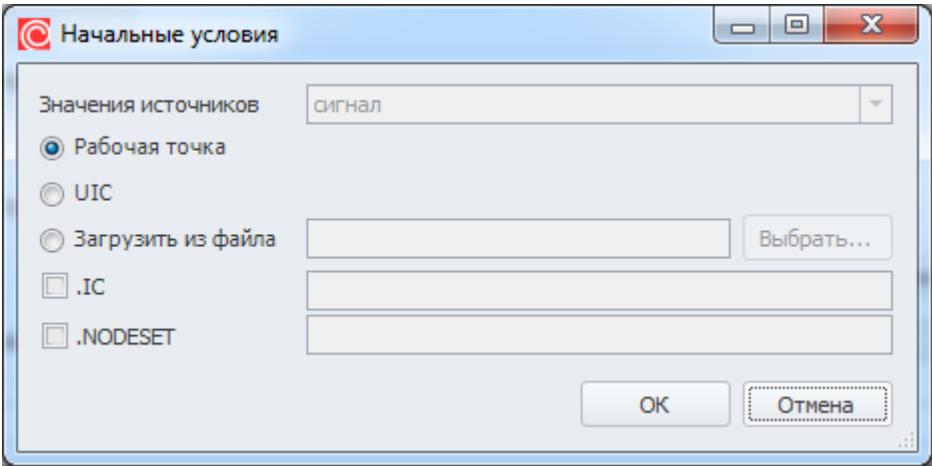 Начальные условия
Значения источников сигнал
Рабочая точка
UIC
Загрузить из файла Выбрать...
.IC
.NODESET
OK Отмена